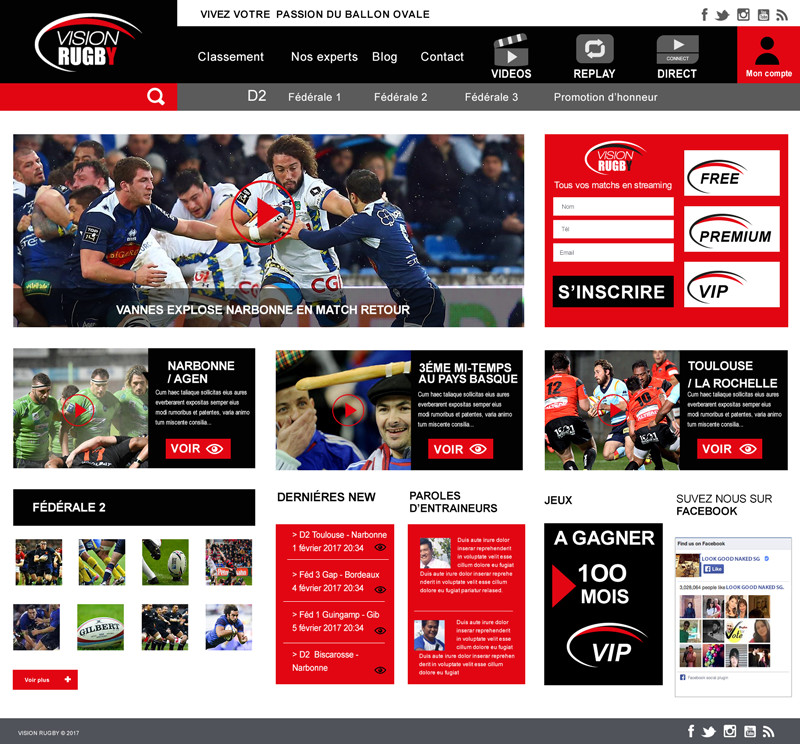 VISION
RUGBY
VIVEZ VOTRE PASSION DU BALLON OVALE
Classement
Nos experts
Blog
Contact
VIDEOS
REPLAY
CONNECT
DIRECT
Mon compte
D2
Fédérale 1
Fédérale 2
Fédérale 3
Promotion d'honneur
VANNES EXPLOSE NARBONNE EN MATCH RETOUR
VISION
RUGBY
Tous vos matchs en streaming
Nom
Tél
Email
S'INSCRIRE
FREE
PREMIUM
VIP
NARBONNE
/ AGEN
Cum haec taliaque sollicitas eius aures
everberarent expositas semper eius
modi rumoribus et patentes, varia animo
tum miscente consilia...
VOIR
3ÉME MI-TEMPS
AU PAYS BASQUE
Cum haec taliaque sollicitas eius aures
everberarent expositas semper eius
modi rumoribus et patentes, varia animo
tum miscente consilia...
VOIR
TOULOUSE
/ LA ROCHELLE
Cum haec taliaque sollicitas eius aures
everberarent expositas semper eius
modi rumoribus et patentes, varia animo
tum miscente consilia...
VOIR
FÉDÉRALE 2
GILBERT
Voir plus +
DERNIÉRES NEW
> D2 Toulouse - Narbonne
1 février 2017 20:34
> Féd 3 Gap - Bordeaux
4 février 2017 20:34
> Féd 1 Guingamp - Gib
5 février 2017 20:34
> D2 Biscarosse -
Narbonne
PAROLES
D'ENTRAINEURS
Duis aute irure dolor
inserar reprehenderit
in voluptate velit esse
cillum dolore eu fugiat
Duis aute irure dolor inserar reprehe
nderit in voluptate velit esse cillum
dolore eu fugiat pariatur relased.
Duis aute irure dolor
inserar reprehenderit
in voluptate velit esse
cillum dolore eu fugiat
Duis aute irure dolor inserar reprehen
derit in voluptate velit esse cillum
dolore eu fugiat
JEUX
A GAGNER
1OO
MOIS
VIP
SUVEZ NOUS SUR
FACEBOOK
Find us on Facebook
LOOK GOOD NAKED SG.
Like
3,328,064 people like LOOK GOOD NAKED SG.
Facebook social plugin
VISION RUGBY © 2017